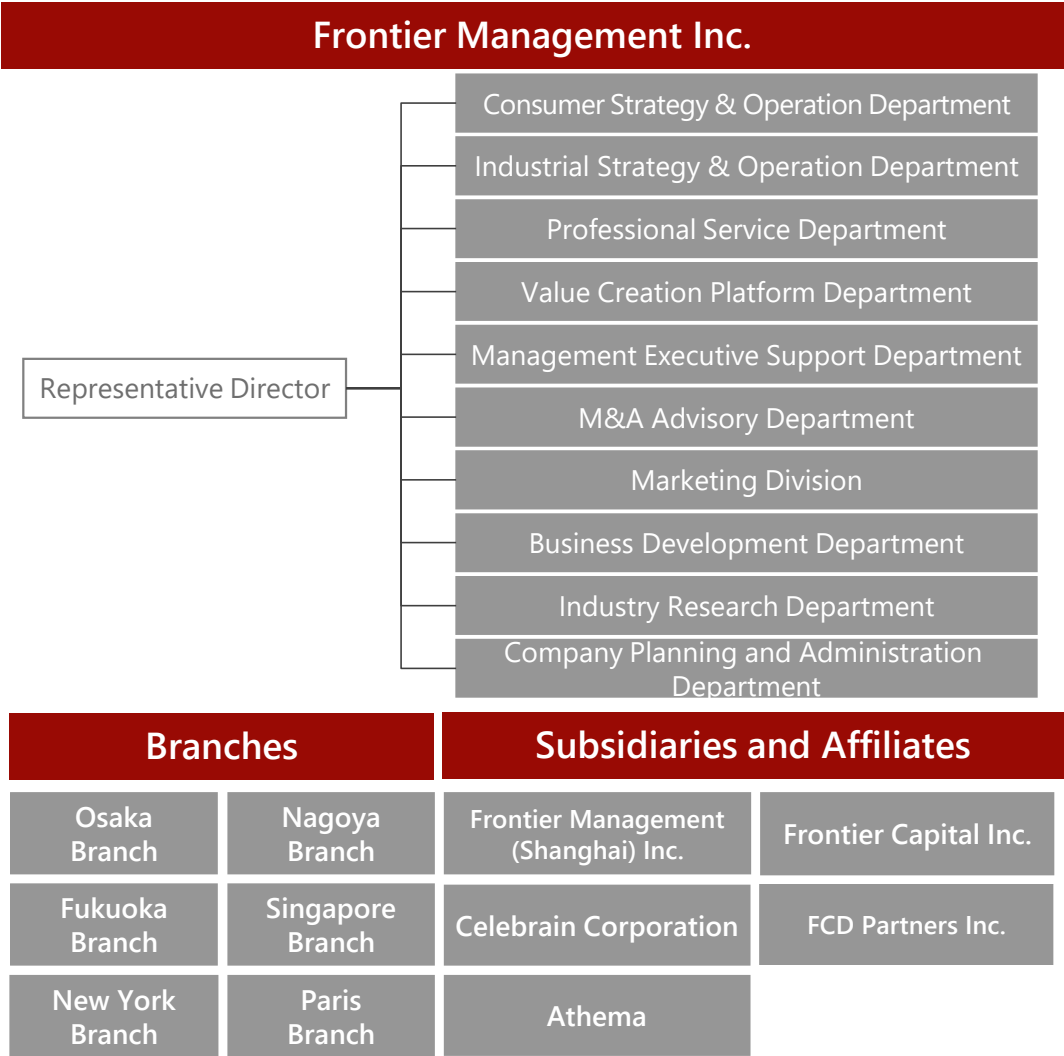 Frontier Management Inc.
Representative Director
Consumer Strategy & Operation Department
Industrial Strategy & Operation Department
Professional Service Department
Value Creation Platform Department
Management Executive Support Department
M&A Advisory Department
Marketing Division
Business Development Department
Industry Research Department
Company Planning and Administration
Department
Branches
Osaka
Branch
Nagoya
Branch
Fukuoka
Branch
Singapore
Branch
New York
Branch
Paris
Branch
Subsidiaries and Affiliates
Frontier Management
(Shanghai) Inc.
Frontier Capital Inc.
Celebrain Corporation
FCD Partners Inc.
Athema